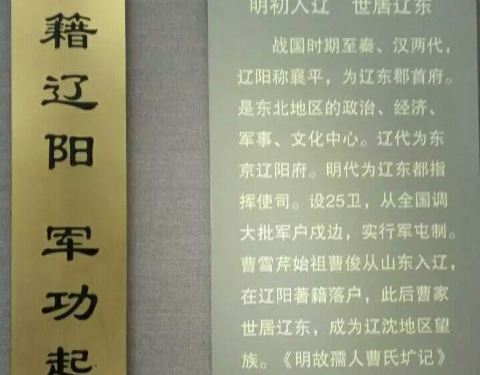 籍辽阳 军功起
明初入辽 世居辽东
战国时期至秦、汉两代，
辽阳称襄平，为辽东郡首府。
是东北地区的政治、经济、
军事、文化中心。辽代为东
京辽阳府。明代为辽东都指
挥使司。设25卫，从全国调
大批军户戍边，实行军屯制。
曹雪芹始祖曹俊从山东入辽，
在辽阳著籍落户，此后曹家
世居辽东，成为辽沈地区望
族。《明故孺人曹氏圹记》